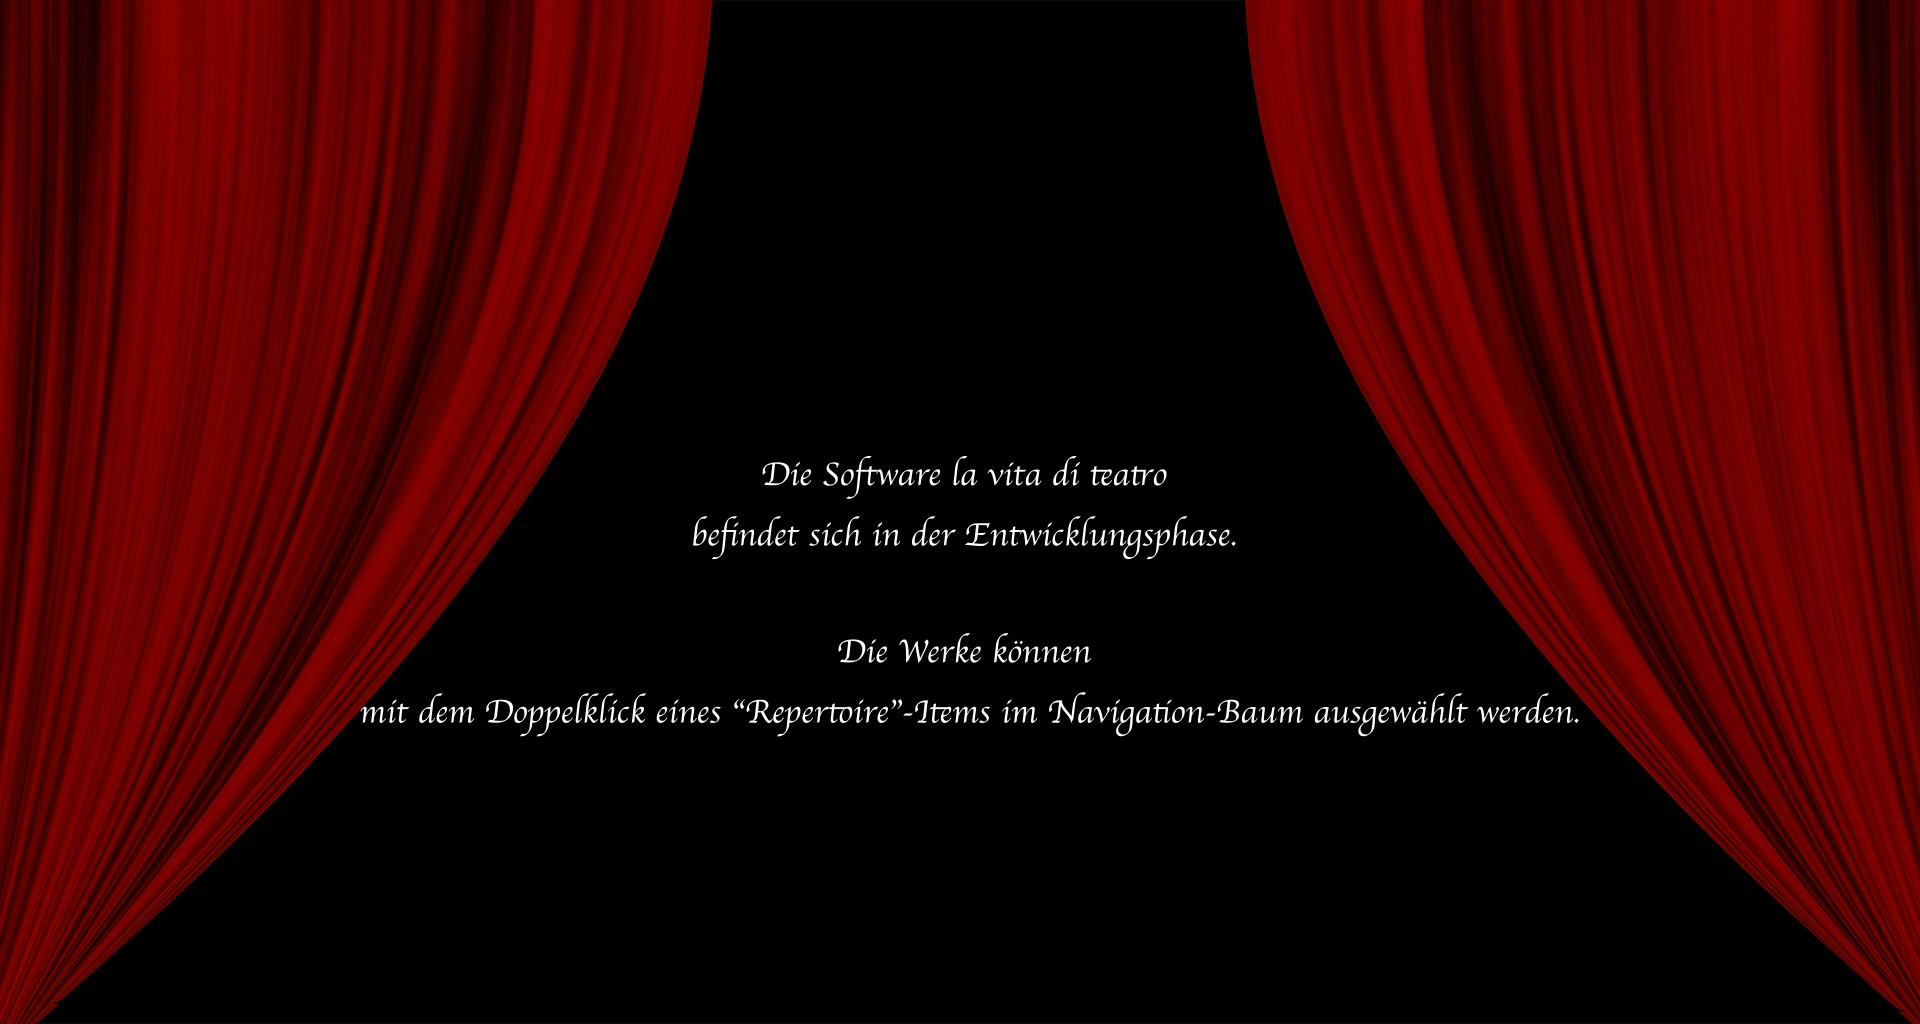 Die Software la vita di teatro
befindet sich in der Entwicklungsphase.
Die Werke können
mit dem Doppelklick eines “Repertoire”-Items im Navigation-Baum ausgewählt werden.